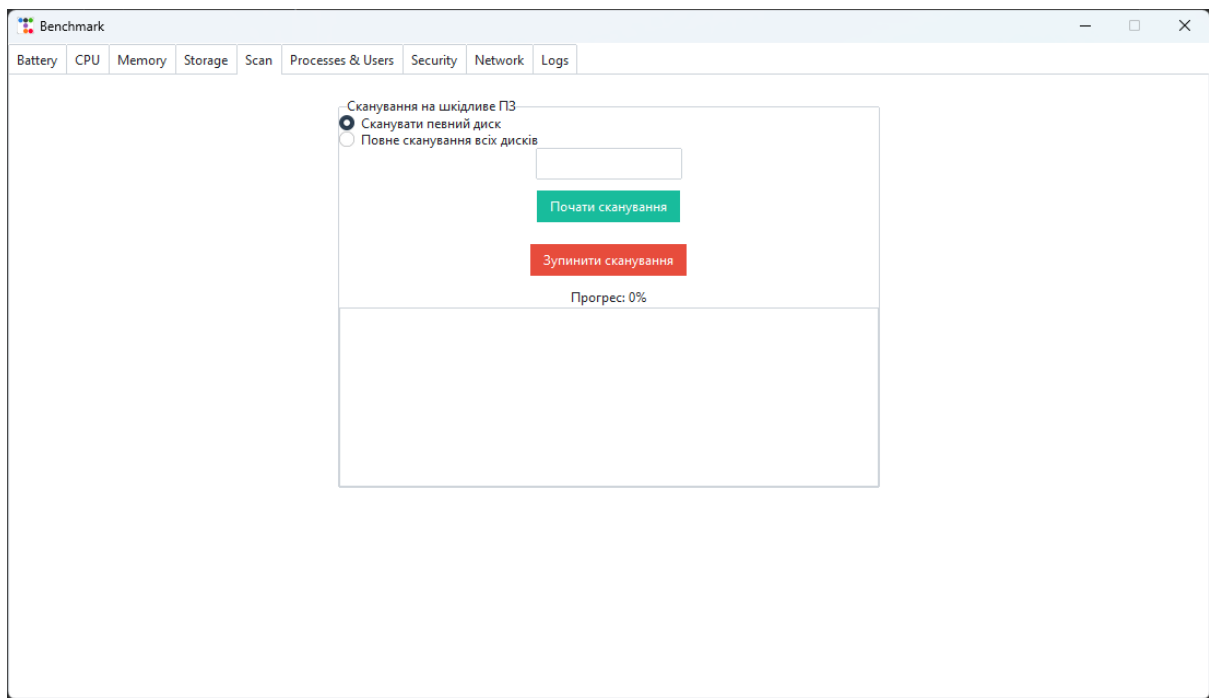 Benchmark
Battery CPU Memory Storage Scan Processes & Users Security Network Logs
Сканування на шкідливе ПЗ
Сканувати певний диск
Повне сканування всіх дисків
Почати сканування
Зупинити сканування
Прогрес: 0%